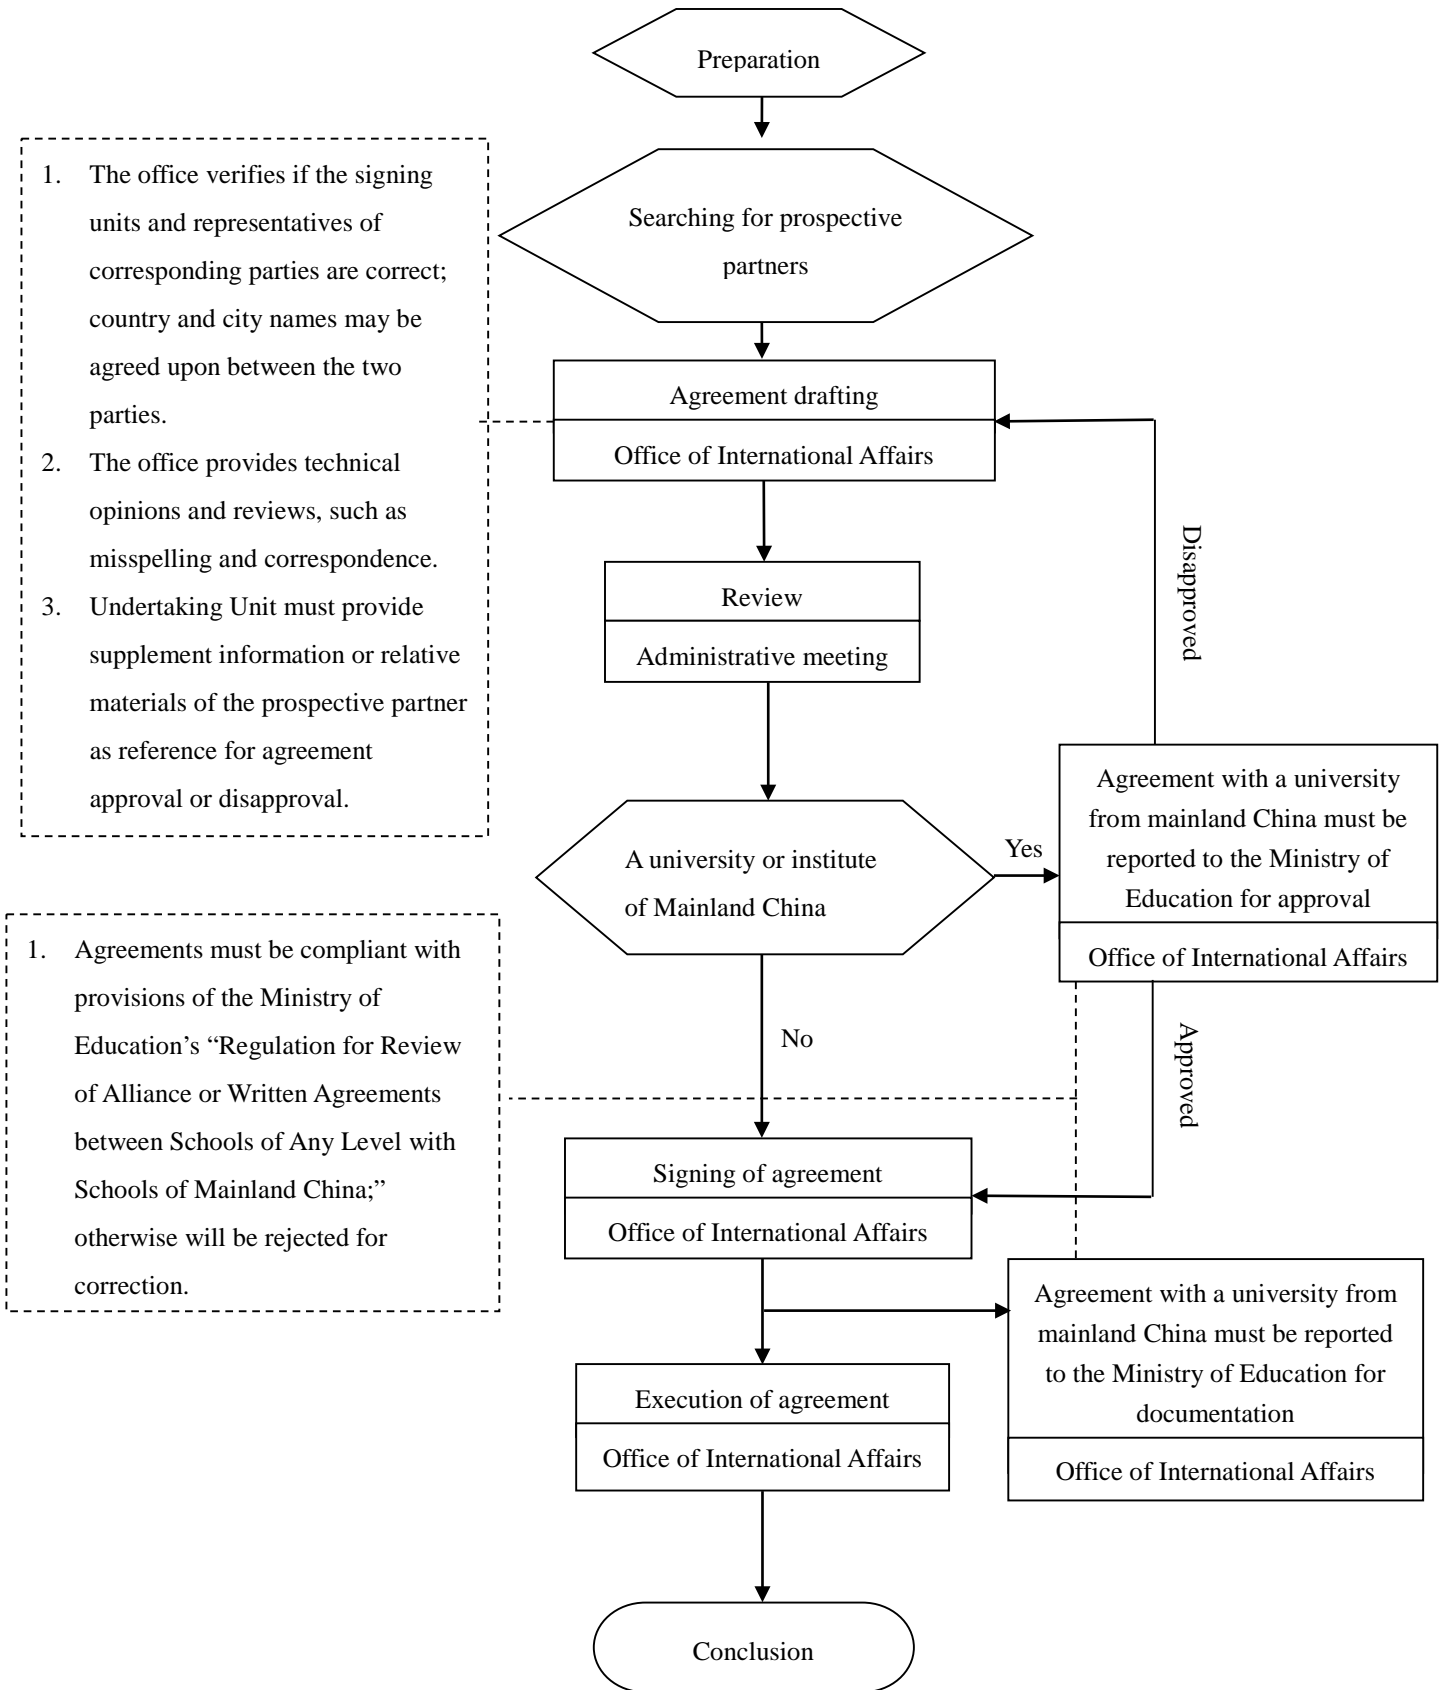 Preparation
Searching for prospective
partners
1. The office verifies if the signing
units and representatives of
corresponding parties are correct;
country and city names may be
agreed upon between the two
parties.
2. The office provides technical
opinions and reviews, such as
misspelling and correspondence.
3. Undertaking Unit must provide
supplement information or relative
materials of the prospective partner
as reference for agreement
approval or disapproval.
Agreement drafting
Office of International Affairs
Disapproved
Review
Administrative meeting
A university or institute
of Mainland China
Yes
Agreement with a university
from mainland China must be
reported to the Ministry of
Education for approval
Office of International Affairs
1. Agreements must be compliant with
provisions of the Ministry of
Education’s “Regulation for Review
of Alliance or Written Agreements
between Schools of Any Level with
Schools of Mainland China;”
otherwise will be rejected for
correction.
No
Approved
Signing of agreement
Office of International Affairs
Agreement with a university from
mainland China must be reported
to the Ministry of Education for
documentation
Office of International Affairs
Execution of agreement
Office of International Affairs
Conclusion